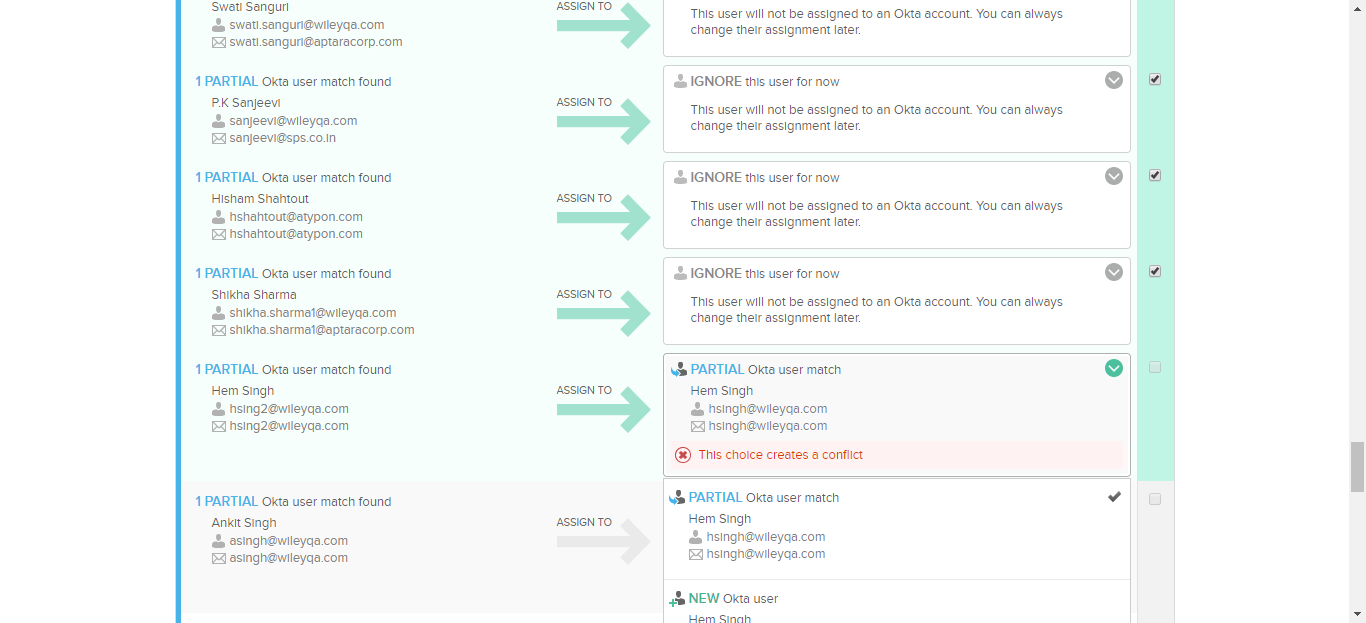 Swati Sanguri
swati.sanguri@wileyqa.com
swati.sanguri@aptaracorp.com
ASSIGN TO
This user will not be assigned to an Okta account. You can always
change their assignment later.
1 PARTIAL Okta user match found
P.K Sanjeevi
sanjeevi@wileyqa.com
sanjeevi@sps.co.in
ASSIGN TO
IGNORE this user for now
This user will not be assigned to an Okta account. You can always
change their assignment later.
1 PARTIAL Okta user match found
Hisham Shahtout
hshahtout@atypon.com
hshahtout@atypon.com
ASSIGN TO
IGNORE this user for now
This user will not be assigned to an Okta account. You can always
change their assignment later.
1 PARTIAL Okta user match found
Shikha Sharma
shikha.sharma1@wileyqa.com
shikha.sharma1@aptaracorp.com
ASSIGN TO
IGNORE this user for now
This user will not be assigned to an Okta account. You can always
change their assignment later.
1 PARTIAL Okta user match found
Hem Singh
hsing2@wileyqa.com
hsing2@wileyqa.com
ASSIGN TO
PARTIAL Okta user match
Hem Singh
hsingh@wileyqa.com
hsingh@wileyqa.com
This choice creates a conflict
1 PARTIAL Okta user match found
Ankit Singh
asingh@wileyqa.com
asingh@wileyqa.com
ASSIGN TO
PARTIAL Okta user match
Hem Singh
hsingh@wileyqa.com
hsingh@wileyqa.com
NEW Okta user
Hem Singh